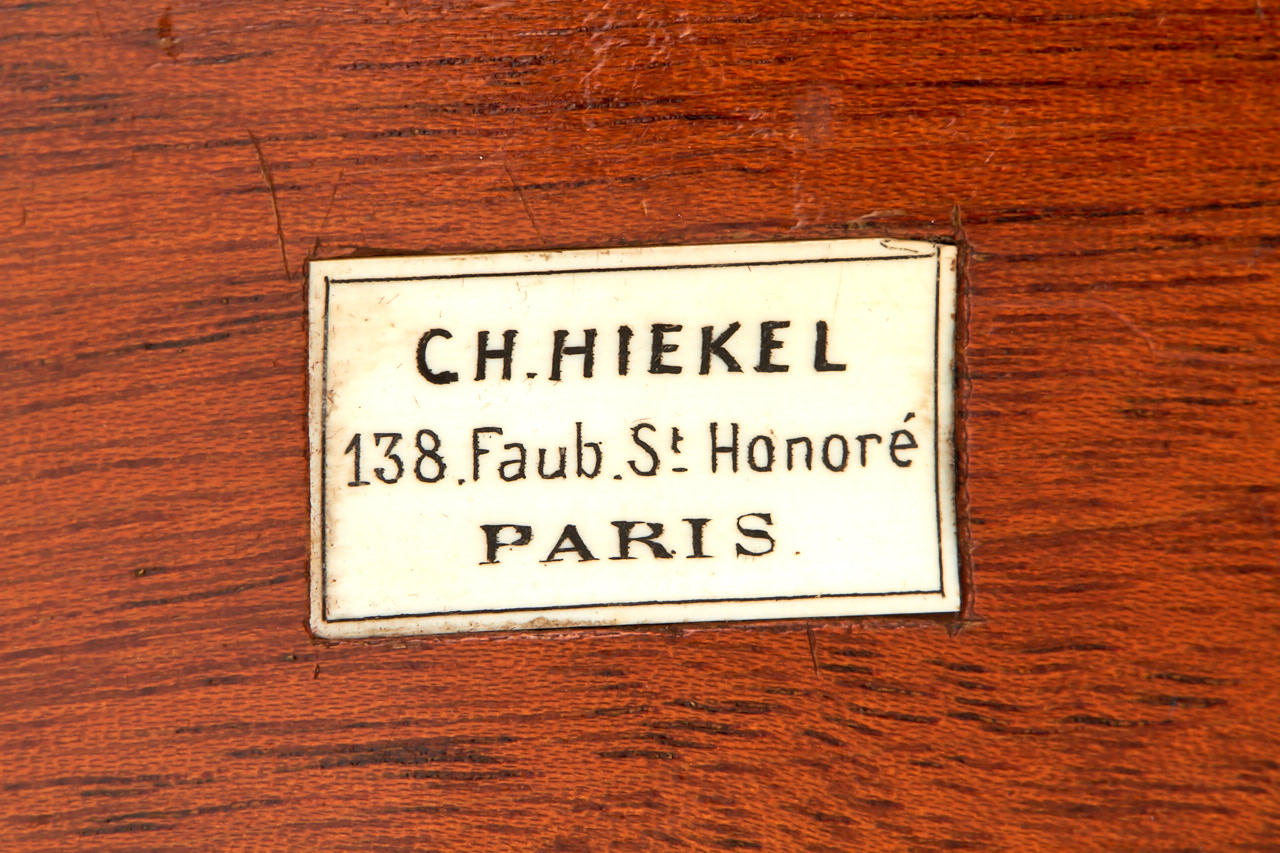 CH.HIEKEL
138.Faub.St Honoré
PARIS.